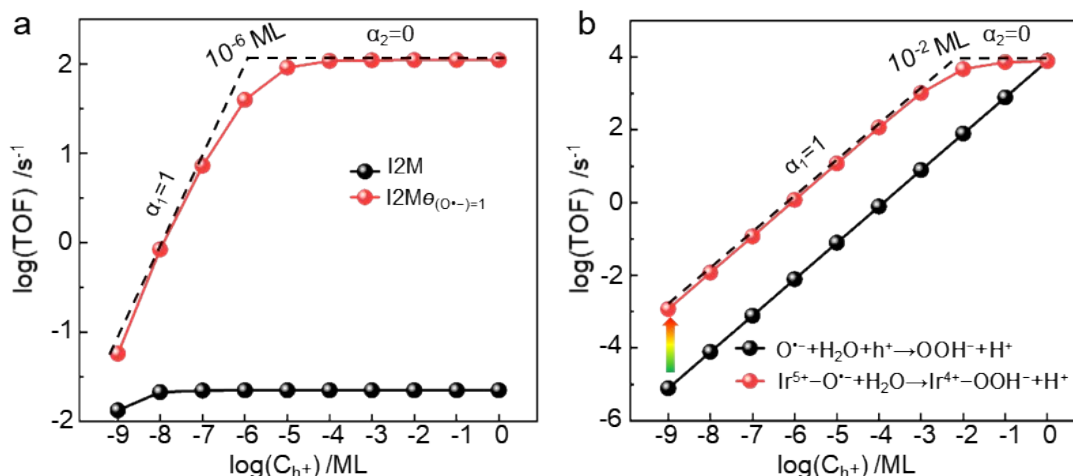 a
log(TOF) /s⁻¹
2
1
0
-1
-2
10⁻⁶ ML
α₂=0
α₁=1
I2M
I2Mθ(O•−)=1
-9 -8 -7 -6 -5 -4 -3 -2 -1 0
log(Cₕ₊) /ML
b
log(TOF) /s⁻¹
4
2
0
-2
-4
-6
10⁻² ML
α₂=0
α₁=1
O•⁻+H₂O+h⁺→OOH⁻+H⁺
Ir⁵⁺−O•⁻+H₂O→Ir⁴⁺−OOH⁻+H⁺
-9 -8 -7 -6 -5 -4 -3 -2 -1 0
log(Cₕ₊) /ML